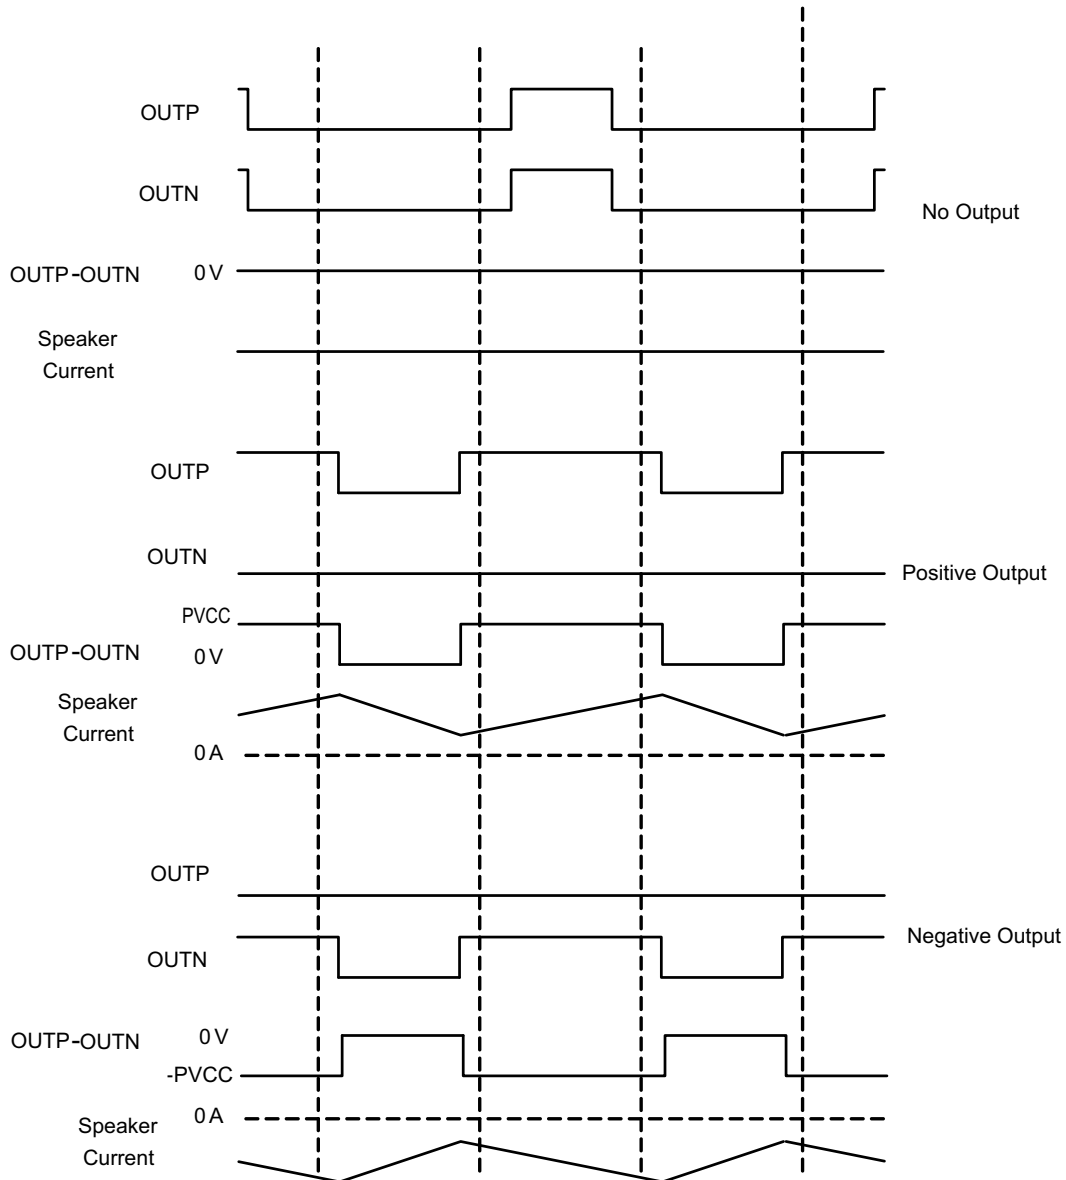 OUTP
OUTN
No Output
OUTP-OUTN 0 V
Speaker
Current
OUTP
OUTN
Positive Output
PVCC
OUTP-OUTN 0 V
Speaker
Current
0 A
OUTP
Negative Output
OUTN
OUTP-OUTN 0 V
-PVCC
0 A
Speaker
Current